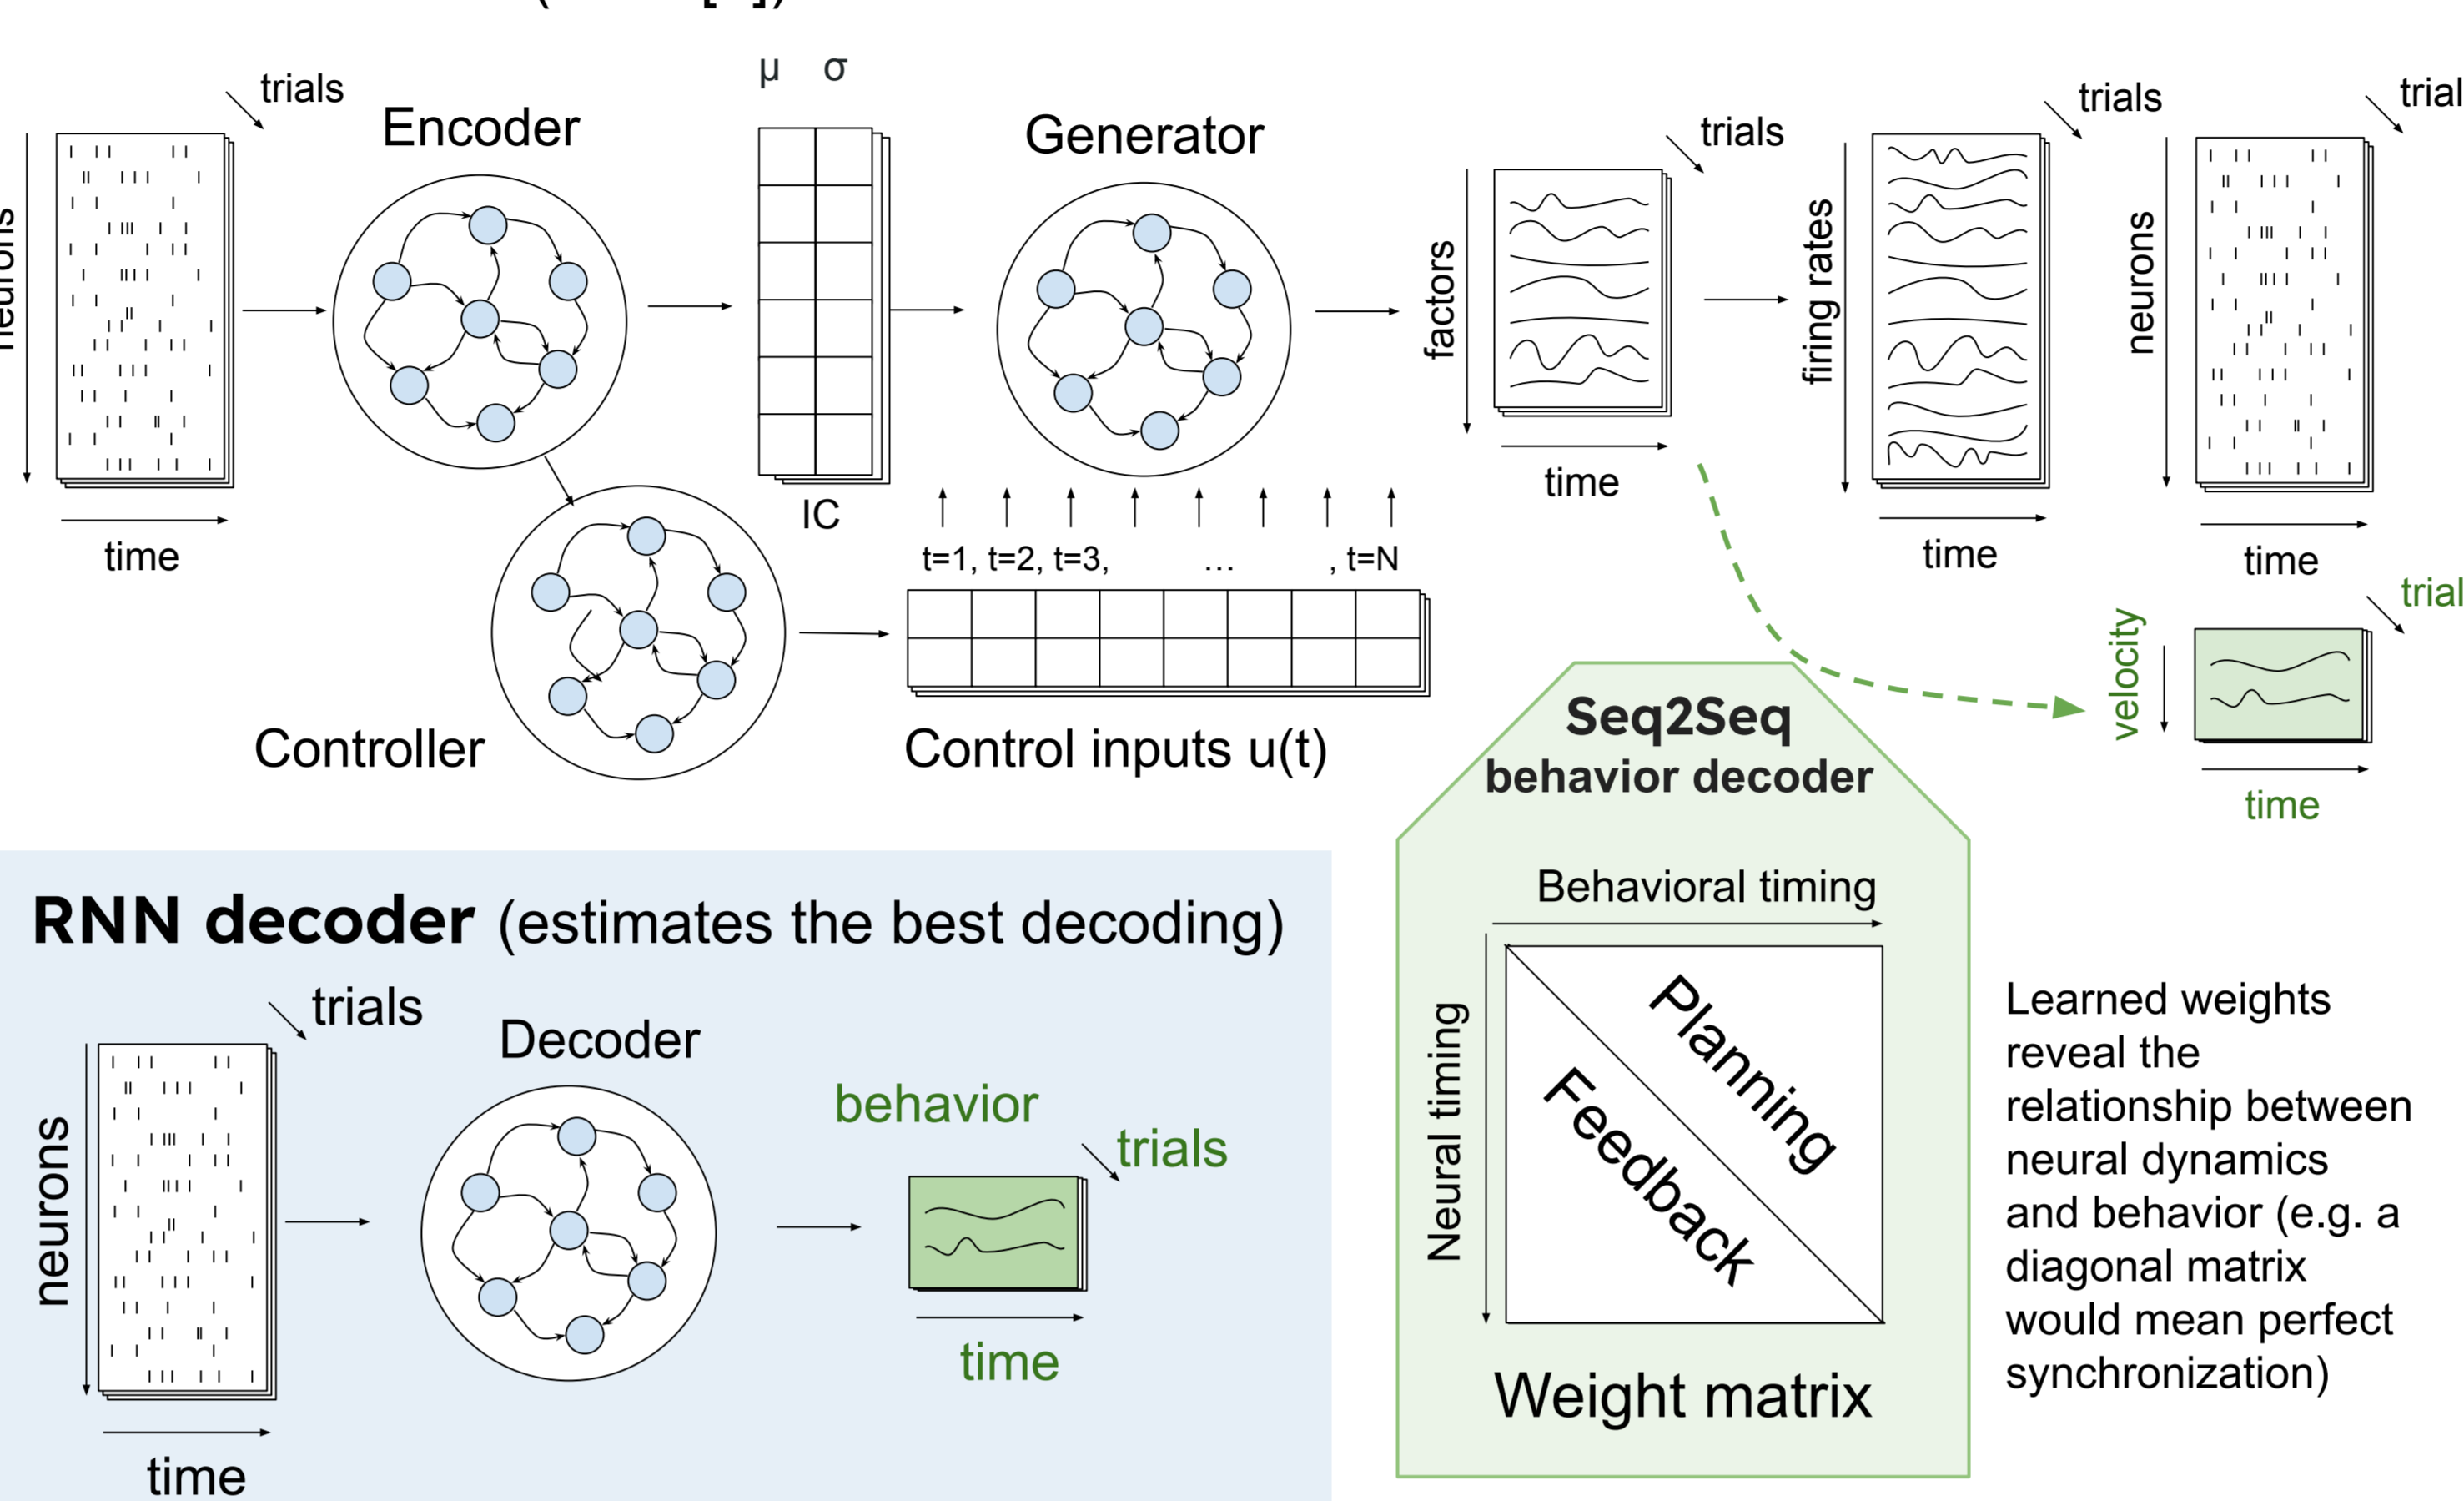 trials
Encoder
μ σ
Generator
trials
trials
trial
neurons
time
IC
factors
time
firing rates
time
neurons
time
t=1, t=2, t=3, … , t=N
Controller
Control inputs u(t)
trial
velocity
time
Seq2Seq
behavior decoder
Behavioral timing
Neural timing
Planning
Feedback
Weight matrix
Learned weights
reveal the
relationship between
neural dynamics
and behavior (e.g. a
diagonal matrix
would mean perfect
synchronization)
RNN decoder (estimates the best decoding)
trials
neurons
time
Decoder
behavior
trials
time